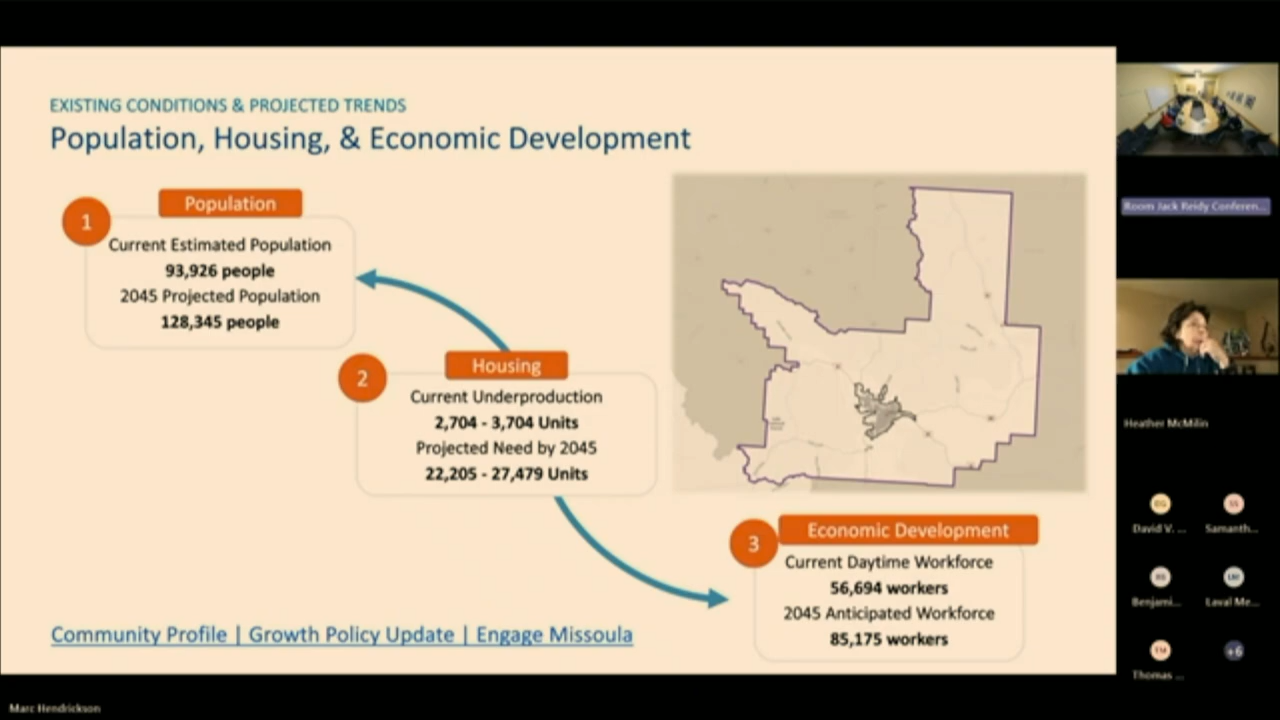 EXISTING CONDITIONS & PROJECTED TRENDS
Population, Housing, & Economic Development
1
Population
Current Estimated Population
93,926 people
2045 Projected Population
128,345 people
2
Housing
Current Underproduction
2,704 - 3,704 Units
Projected Need by 2045
22,205 - 27,479 Units
3
Economic Development
Current Daytime Workforce
56,694 workers
2045 Anticipated Workforce
85,175 workers
Community Profile | Growth Policy Update | Engage Missoula
Room Jack Reidy Conferen...
Heather McMilin
David V. ...
Samanth...
Benjami...
Laval Me...
TM
Thomas ...
+6
Marc Hendrickson